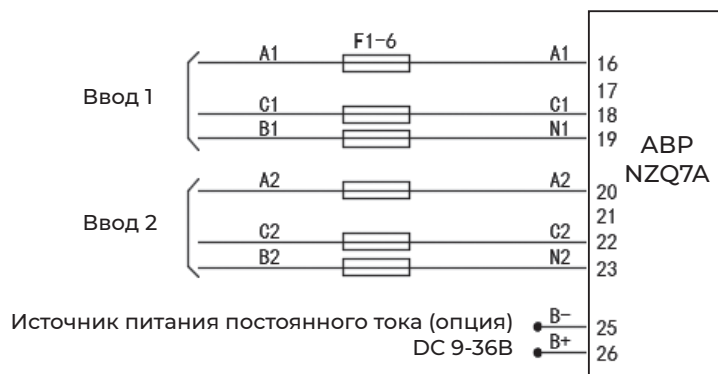 F1-6
A1 A1 16
17
Ввод 1
C1 C1 18
B1 N1 19
АВР
NZQ7A
A2 A2 20
21
Ввод 2
C2 C2 22
B2 N2 23
Источник питания постоянного тока (опция) B- 25
DC 9-36В B+ 26